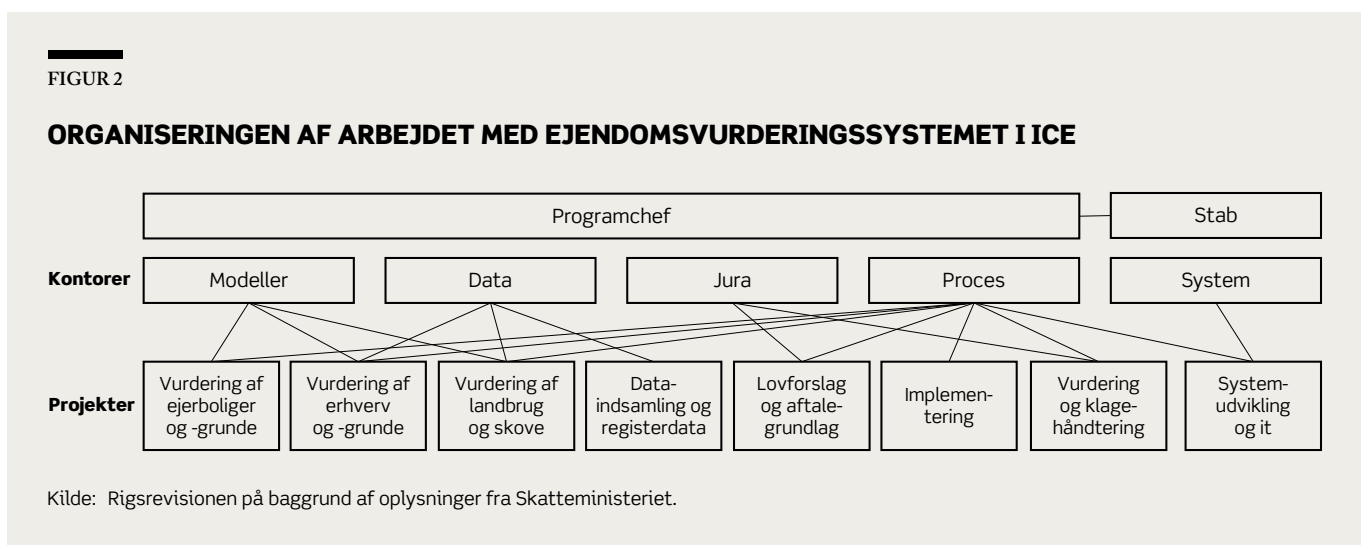 FIGUR 2
ORGANISERINGEN AF ARBEJDET MED EJENDOMSVURDERINGSSYSTEMET I ICE
Programchef
Stab
Kontorer
Modeller
Data
Jura
Proces
System
Projekter
Vurdering af
ejerboliger
og -grunde
Vurdering af
erhverv
og -grunde
Vurdering af
landbrug
og skove
Data-
indsamling og
registerdata
Lovforslag
og aftale-
grundlag
Implemen-
tering
Vurdering
og klage-
håndtering
System-
udvikling
og it
Kilde: Rigsrevisionen på baggrund af oplysninger fra Skatteministeriet.